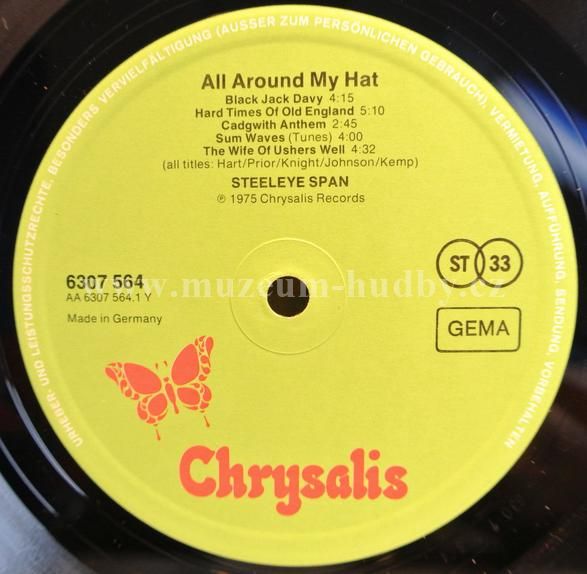 URHEBER- UND LEISTUNGSSCHUTZRECHTE, BESONDERS VERVIELFÄLTIGUNG (AUSSER ZUM PERSÖNLICHEN GEBRAUCH), VERMIETUNG, AUFFÜHRUNG, SENDUNG, VORBEHALTEN
All Around My Hat
Black Jack Davy 4:15
Hard Times Of Old England 5:10
Cadgwith Anthem 2:45
Sum Waves (Tunes) 4:00
The Wife Of Ushers Well 4:32
(all titles: Hart/Prior/Knight/Johnson/Kemp)
STEELEYE SPAN
℗ 1975 Chrysalis Records
6307 564
AA 6307 564.1 Y
Made in Germany
ST 33
GEMA
www.muzeum-hudby.cz
Chrysalis